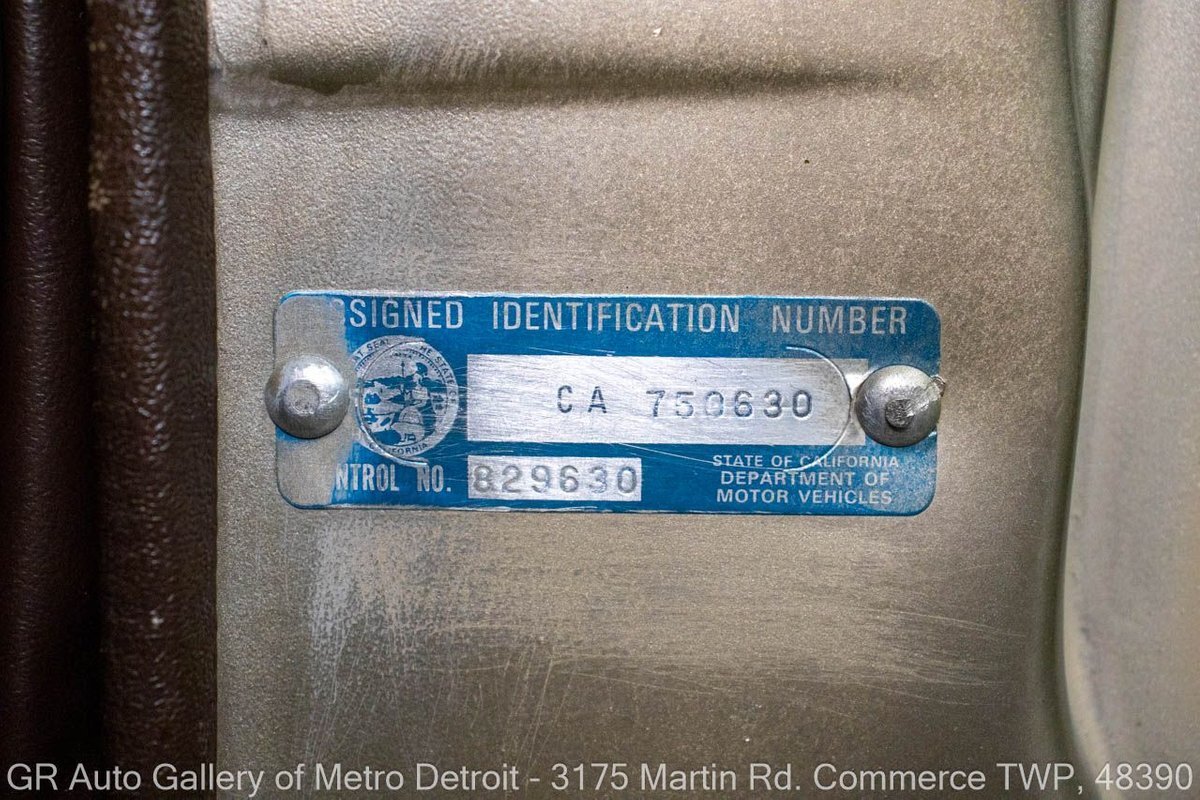 SIGNED IDENTIFICATION NUMBER
CA 750630
NTROL NO. 829630
STATE OF CALIFORNIA
DEPARTMENT OF
MOTOR VEHICLES
GR Auto Gallery of Metro Detroit - 3175 Martin Rd. Commerce TWP, 48390